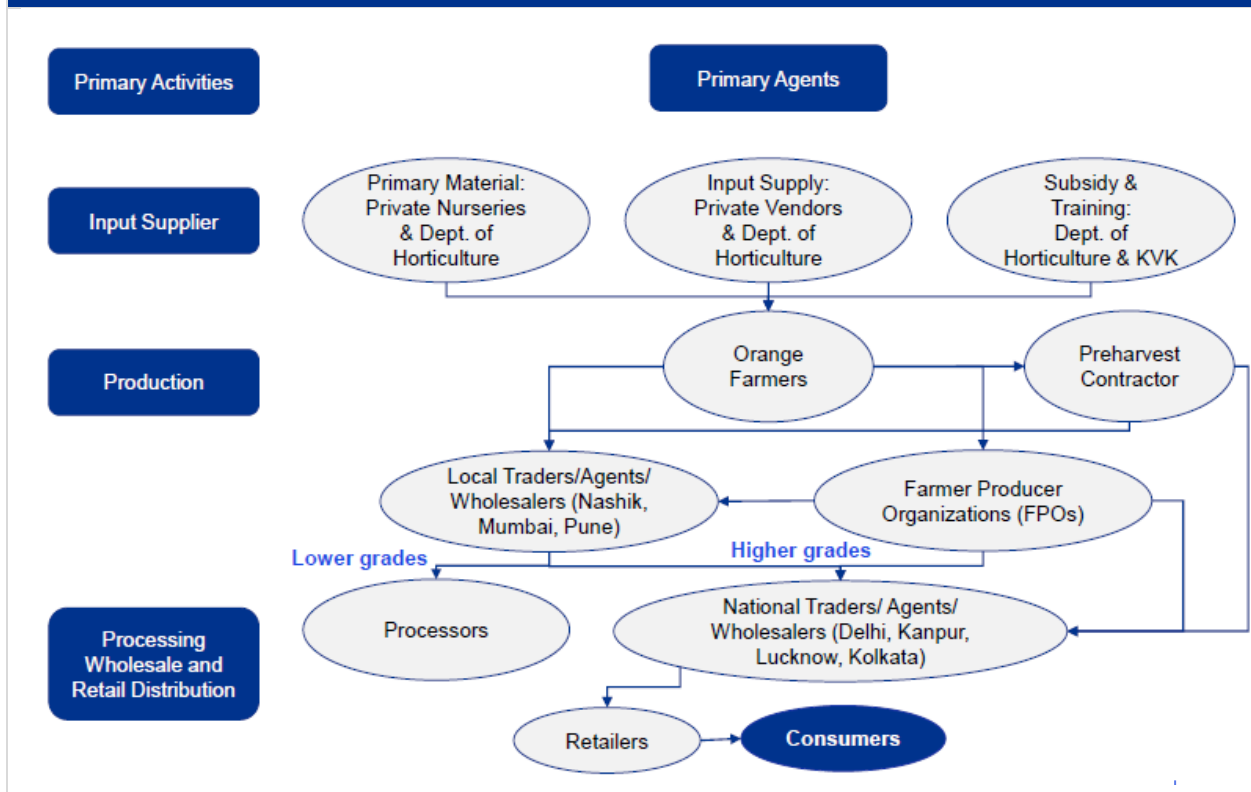 Primary Activities
Primary Agents
Input Supplier
Primary Material:
Private Nurseries
& Dept. of
Horticulture
Input Supply:
Private Vendors
& Dept. of
Horticulture
Subsidy &
Training:
Dept. of
Horticulture & KVK
Production
Orange
Farmers
Preharvest
Contractor
Local Traders/Agents/
Wholesalers (Nashik,
Mumbai, Pune)
Farmer Producer
Organizations (FPOs)
Lower grades
Higher grades
Processing
Wholesale and
Retail Distribution
Processors
National Traders/ Agents/
Wholesalers (Delhi, Kanpur,
Lucknow, Kolkata)
Retailers
Consumers